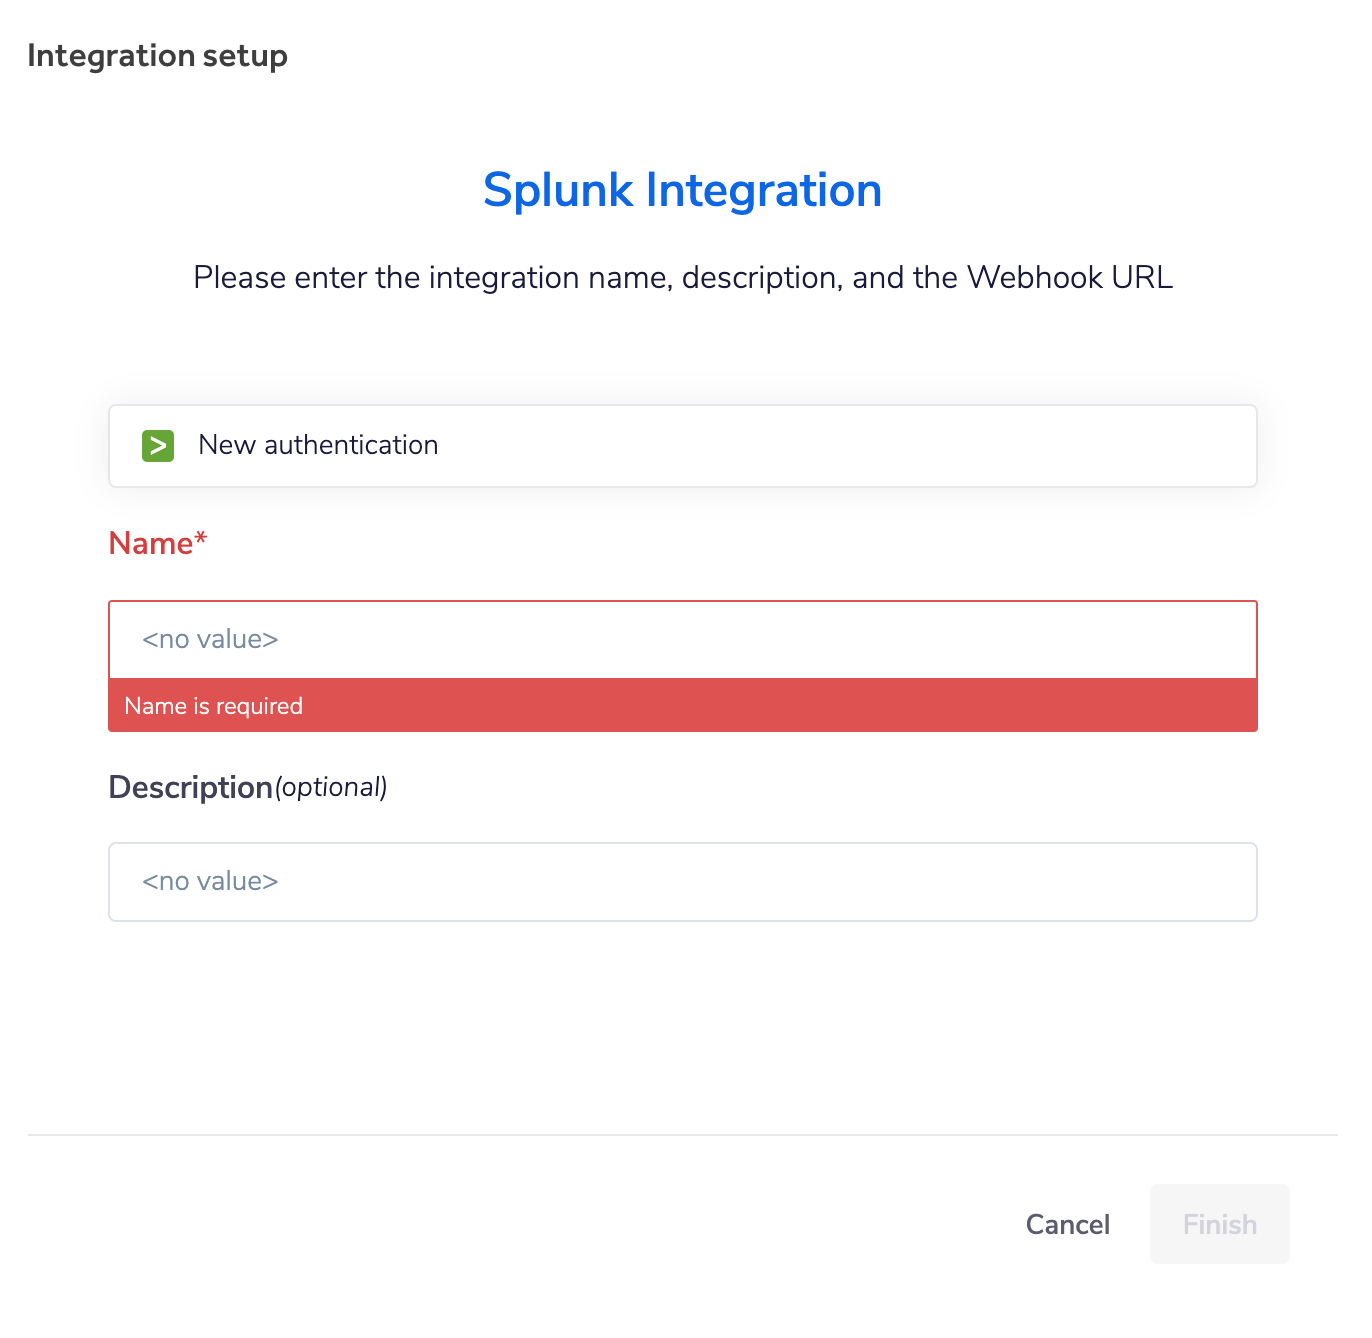 Integration setup
Splunk Integration
Please enter the integration name, description, and the Webhook URL
New authentication
Name*
<no value>
Name is required
Description(optional)
<no value>
Cancel
Finish